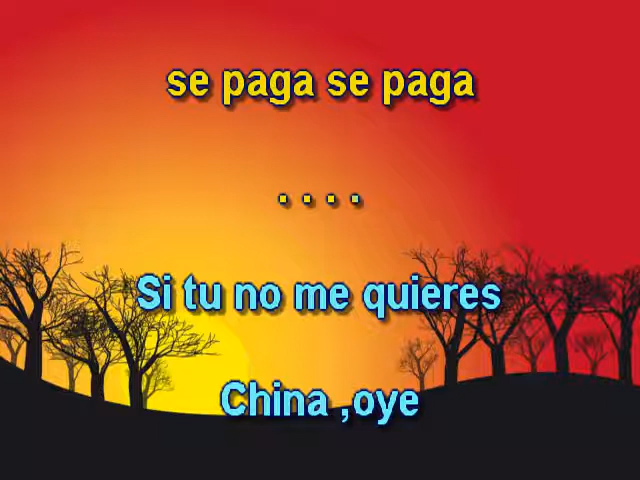 se paga se paga
. . . .
Si tu no me quieres
China ,oye